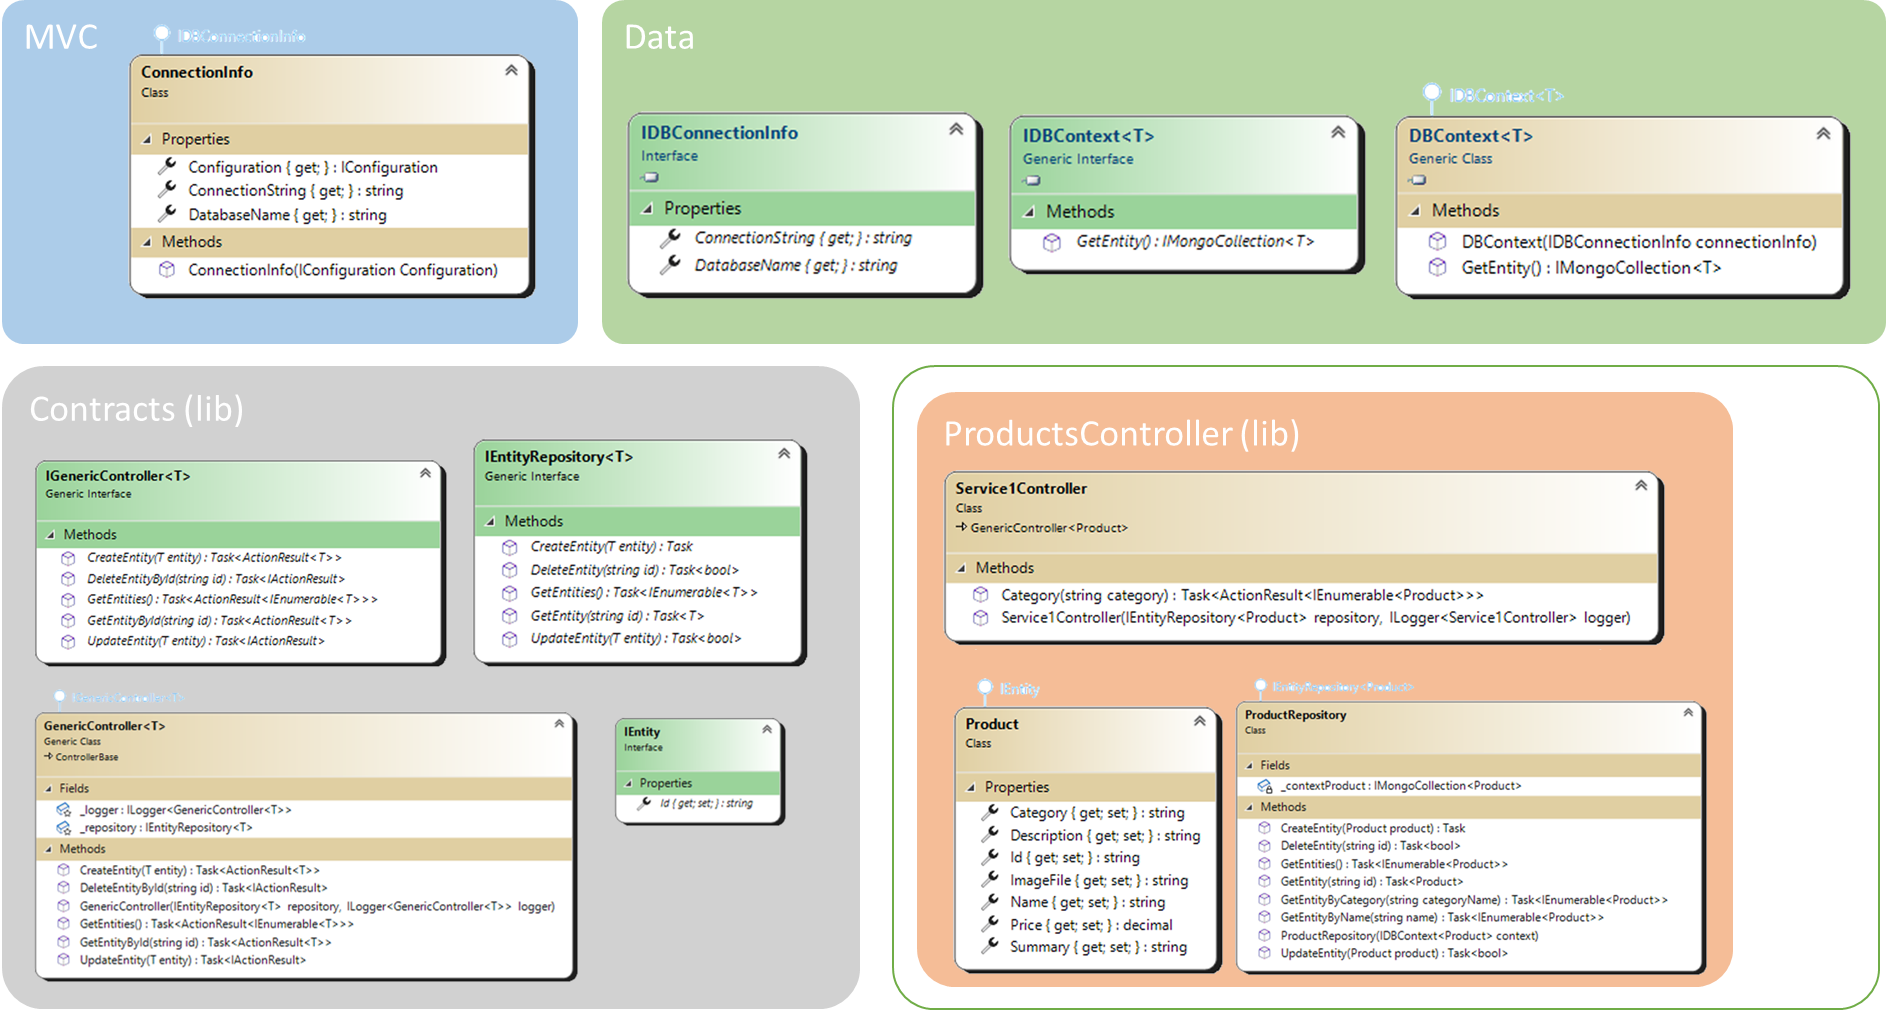 MVC
IDBConnectionInfo
ConnectionInfo
Class
Properties
Configuration { get; } : IConfiguration
ConnectionString { get; } : string
DatabaseName { get; } : string
Methods
ConnectionInfo(IConfiguration Configuration)
Data
IDBConnectionInfo
Interface
Properties
ConnectionString { get; } : string
DatabaseName { get; } : string
IDBContext<T>
Generic Interface
Methods
GetEntity() : IMongoCollection<T>
IDBContext<T>
DBContext<T>
Generic Class
Methods
DBContext(IDBConnectionInfo connectionInfo)
GetEntity() : IMongoCollection<T>
Contracts (lib)
IGenericController<T>
Generic Interface
Methods
CreateEntity(T entity) : Task<ActionResult<T>>
DeleteEntityById(string id) : Task<IActionResult>
GetEntities() : Task<ActionResult<IEnumerable<T>>>
GetEntityById(string id) : Task<ActionResult<T>>
UpdateEntity(T entity) : Task<IActionResult>
IEntityRepository<T>
Generic Interface
Methods
CreateEntity(T entity) : Task
DeleteEntity(string id) : Task<bool>
GetEntities() : Task<IEnumerable<T>>
GetEntity(string id) : Task<T>
UpdateEntity(T entity) : Task<bool>
IGenericController<T>
GenericController<T>
Generic Class
ControllerBase
Fields
_logger : ILogger<GenericController<T>>
_repository : IEntityRepository<T>
Methods
CreateEntity(T entity) : Task<ActionResult<T>>
DeleteEntityById(string id) : Task<IActionResult>
GenericController(IEntityRepository<T> repository, ILogger<GenericController<T>> logger)
GetEntities() : Task<ActionResult<IEnumerable<T>>>
GetEntityById(string id) : Task<ActionResult<T>>
UpdateEntity(T entity) : Task<IActionResult>
IEntity
Interface
Properties
Id { get; set; } : string
ProductsController (lib)
Service1Controller
Class
GenericController<Product>
Methods
Category(string category) : Task<ActionResult<IEnumerable<Product>>>
Service1Controller(IEntityRepository<Product> repository, ILogger<Service1Controller> logger)
IEntity
Product
Class
Properties
Category { get; set; } : string
Description { get; set; } : string
Id { get; set; } : string
ImageFile { get; set; } : string
Name { get; set; } : string
Price { get; set; } : decimal
Summary { get; set; } : string
IEntityRepository<Product>
ProductRepository
Class
Fields
_contextProduct : IMongoCollection<Product>
Methods
CreateEntity(Product product) : Task
DeleteEntity(string id) : Task<bool>
GetEntities() : Task<IEnumerable<Product>>
GetEntity(string id) : Task<Product>
GetEntityByCategory(string categoryName) : Task<IEnumerable<Product>>
GetEntityByName(string name) : Task<IEnumerable<Product>>
ProductRepository(IDBContext<Product> context)
UpdateEntity(Product product) : Task<bool>